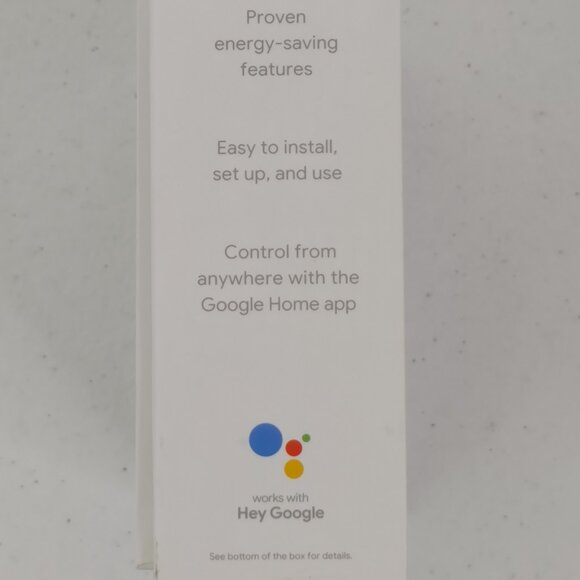 Proven
energy-saving
features
Easy to install,
set up, and use
Control from
anywhere with the
Google Home app
works with
Hey Google
See bottom of the box for details.